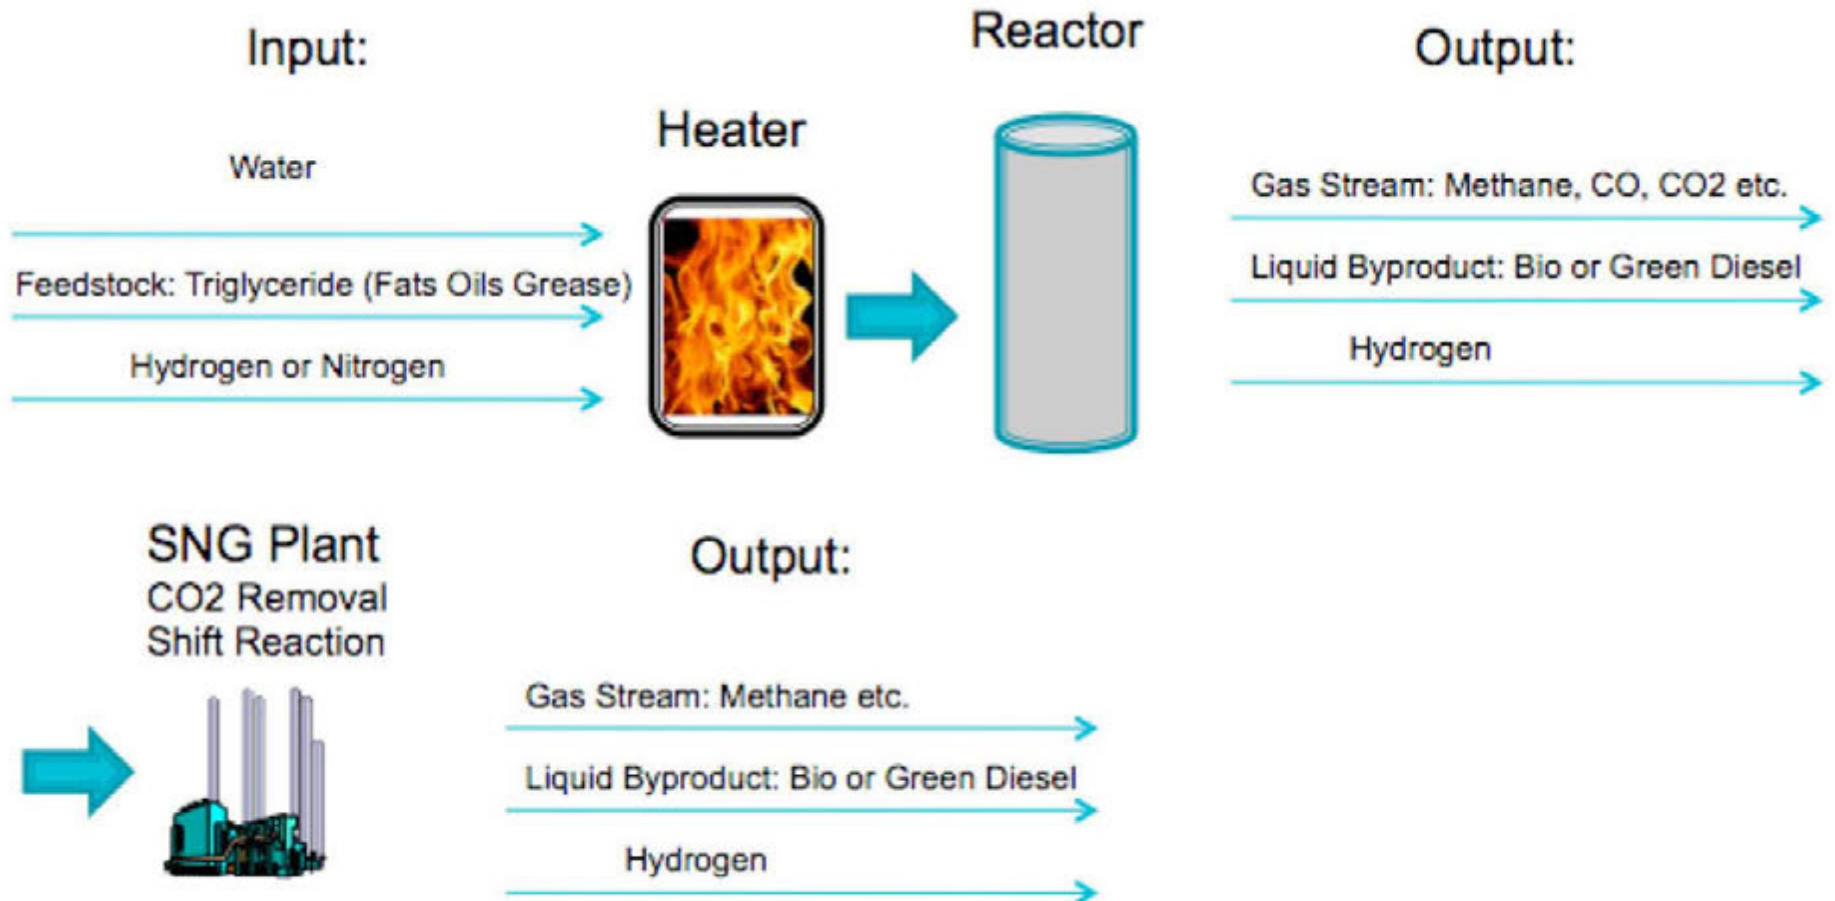 Input:
Heater
Reactor
Output:
Water
Feedstock: Triglyceride (Fats Oils Grease)
Hydrogen or Nitrogen
Gas Stream: Methane, CO, CO2 etc.
Liquid Byproduct: Bio or Green Diesel
Hydrogen
SNG Plant
CO2 Removal
Shift Reaction
Output:
Gas Stream: Methane etc.
Liquid Byproduct: Bio or Green Diesel
Hydrogen